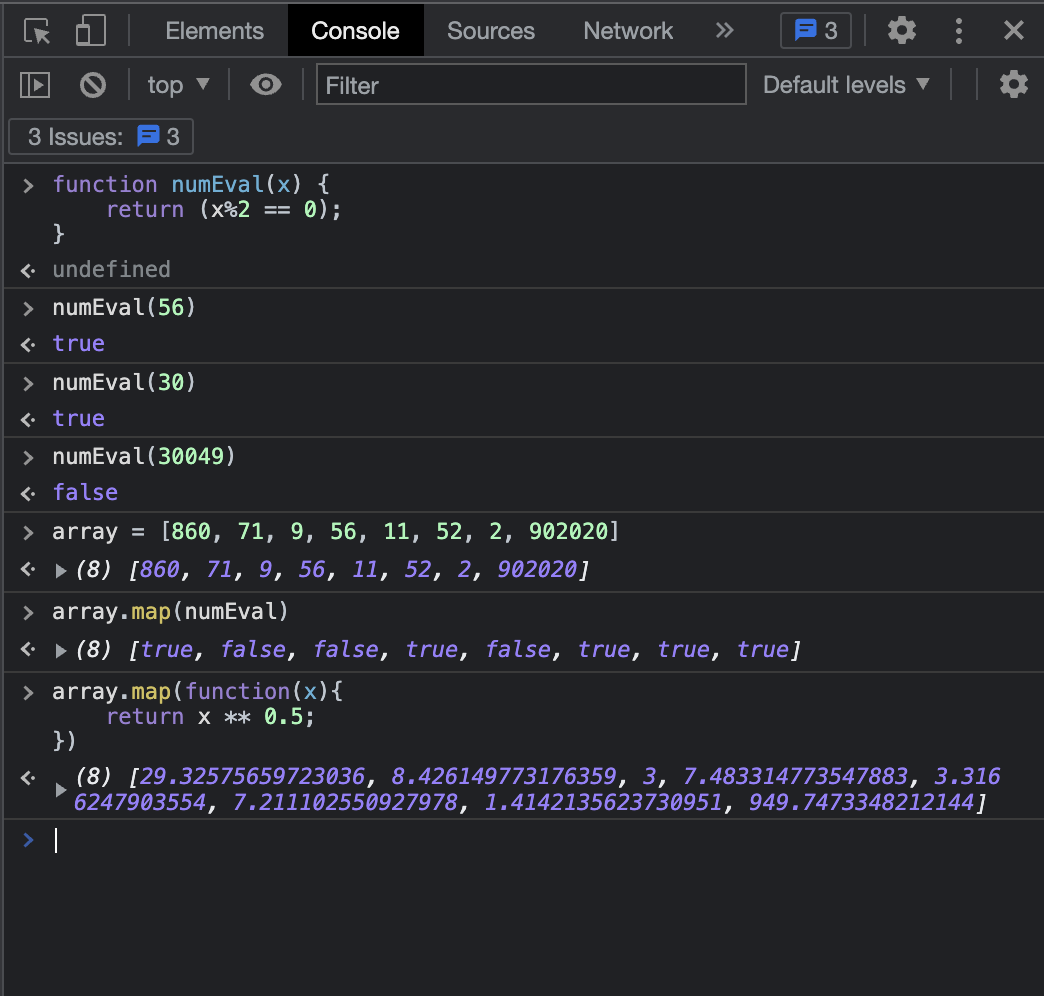 Elements Console Sources Network » 3
top ▼ Filter Default levels ▼
3 Issues: 3
> function numEval(x) {
return (x%2 == 0);
}
undefined
> numEval(56)
true
> numEval(30)
true
> numEval(30049)
false
> array = [860, 71, 9, 56, 11, 52, 2, 902020]
(8) [860, 71, 9, 56, 11, 52, 2, 902020]
> array.map(numEval)
(8) [true, false, false, true, false, true, true, true]
> array.map(function(x){
return x ** 0.5;
})
(8) [29.32575659723036, 8.426149773176359, 3, 7.483314773547883, 3.316
6247903554, 7.211102550927978, 1.4142135623730951, 949.7473348212144]
>